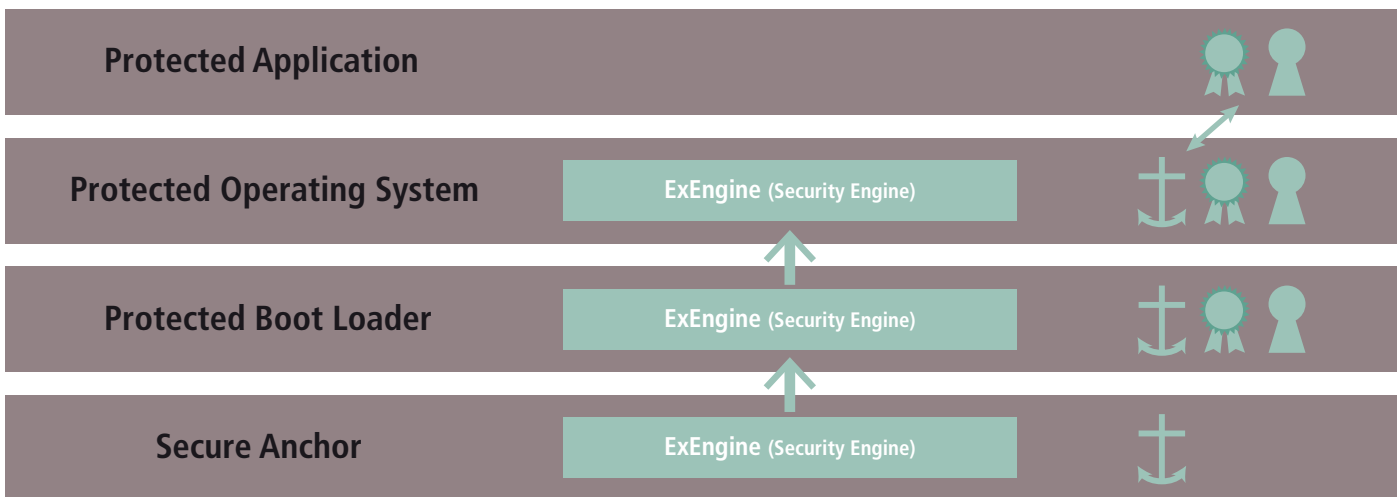 Protected Application
Protected Operating System
ExEngine (Security Engine)
Protected Boot Loader
ExEngine (Security Engine)
Secure Anchor
ExEngine (Security Engine)